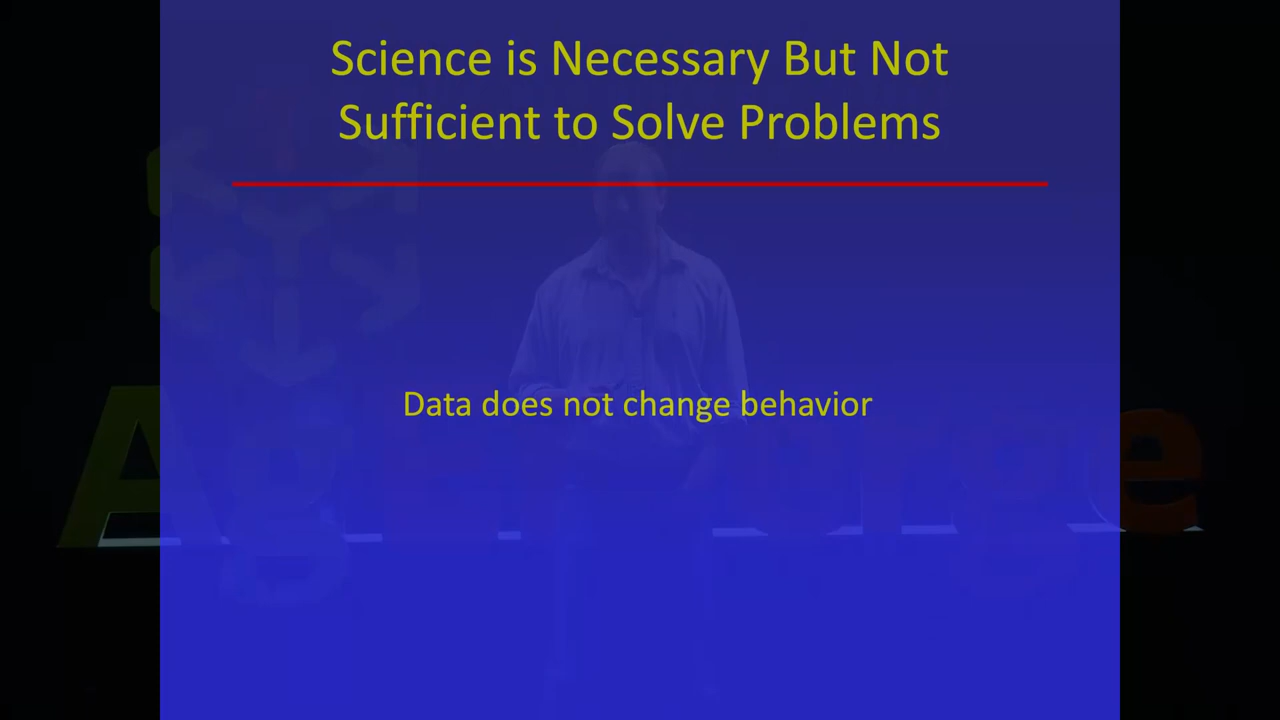 Science is Necessary But Not
Sufficient to Solve Problems
Data does not change behavior